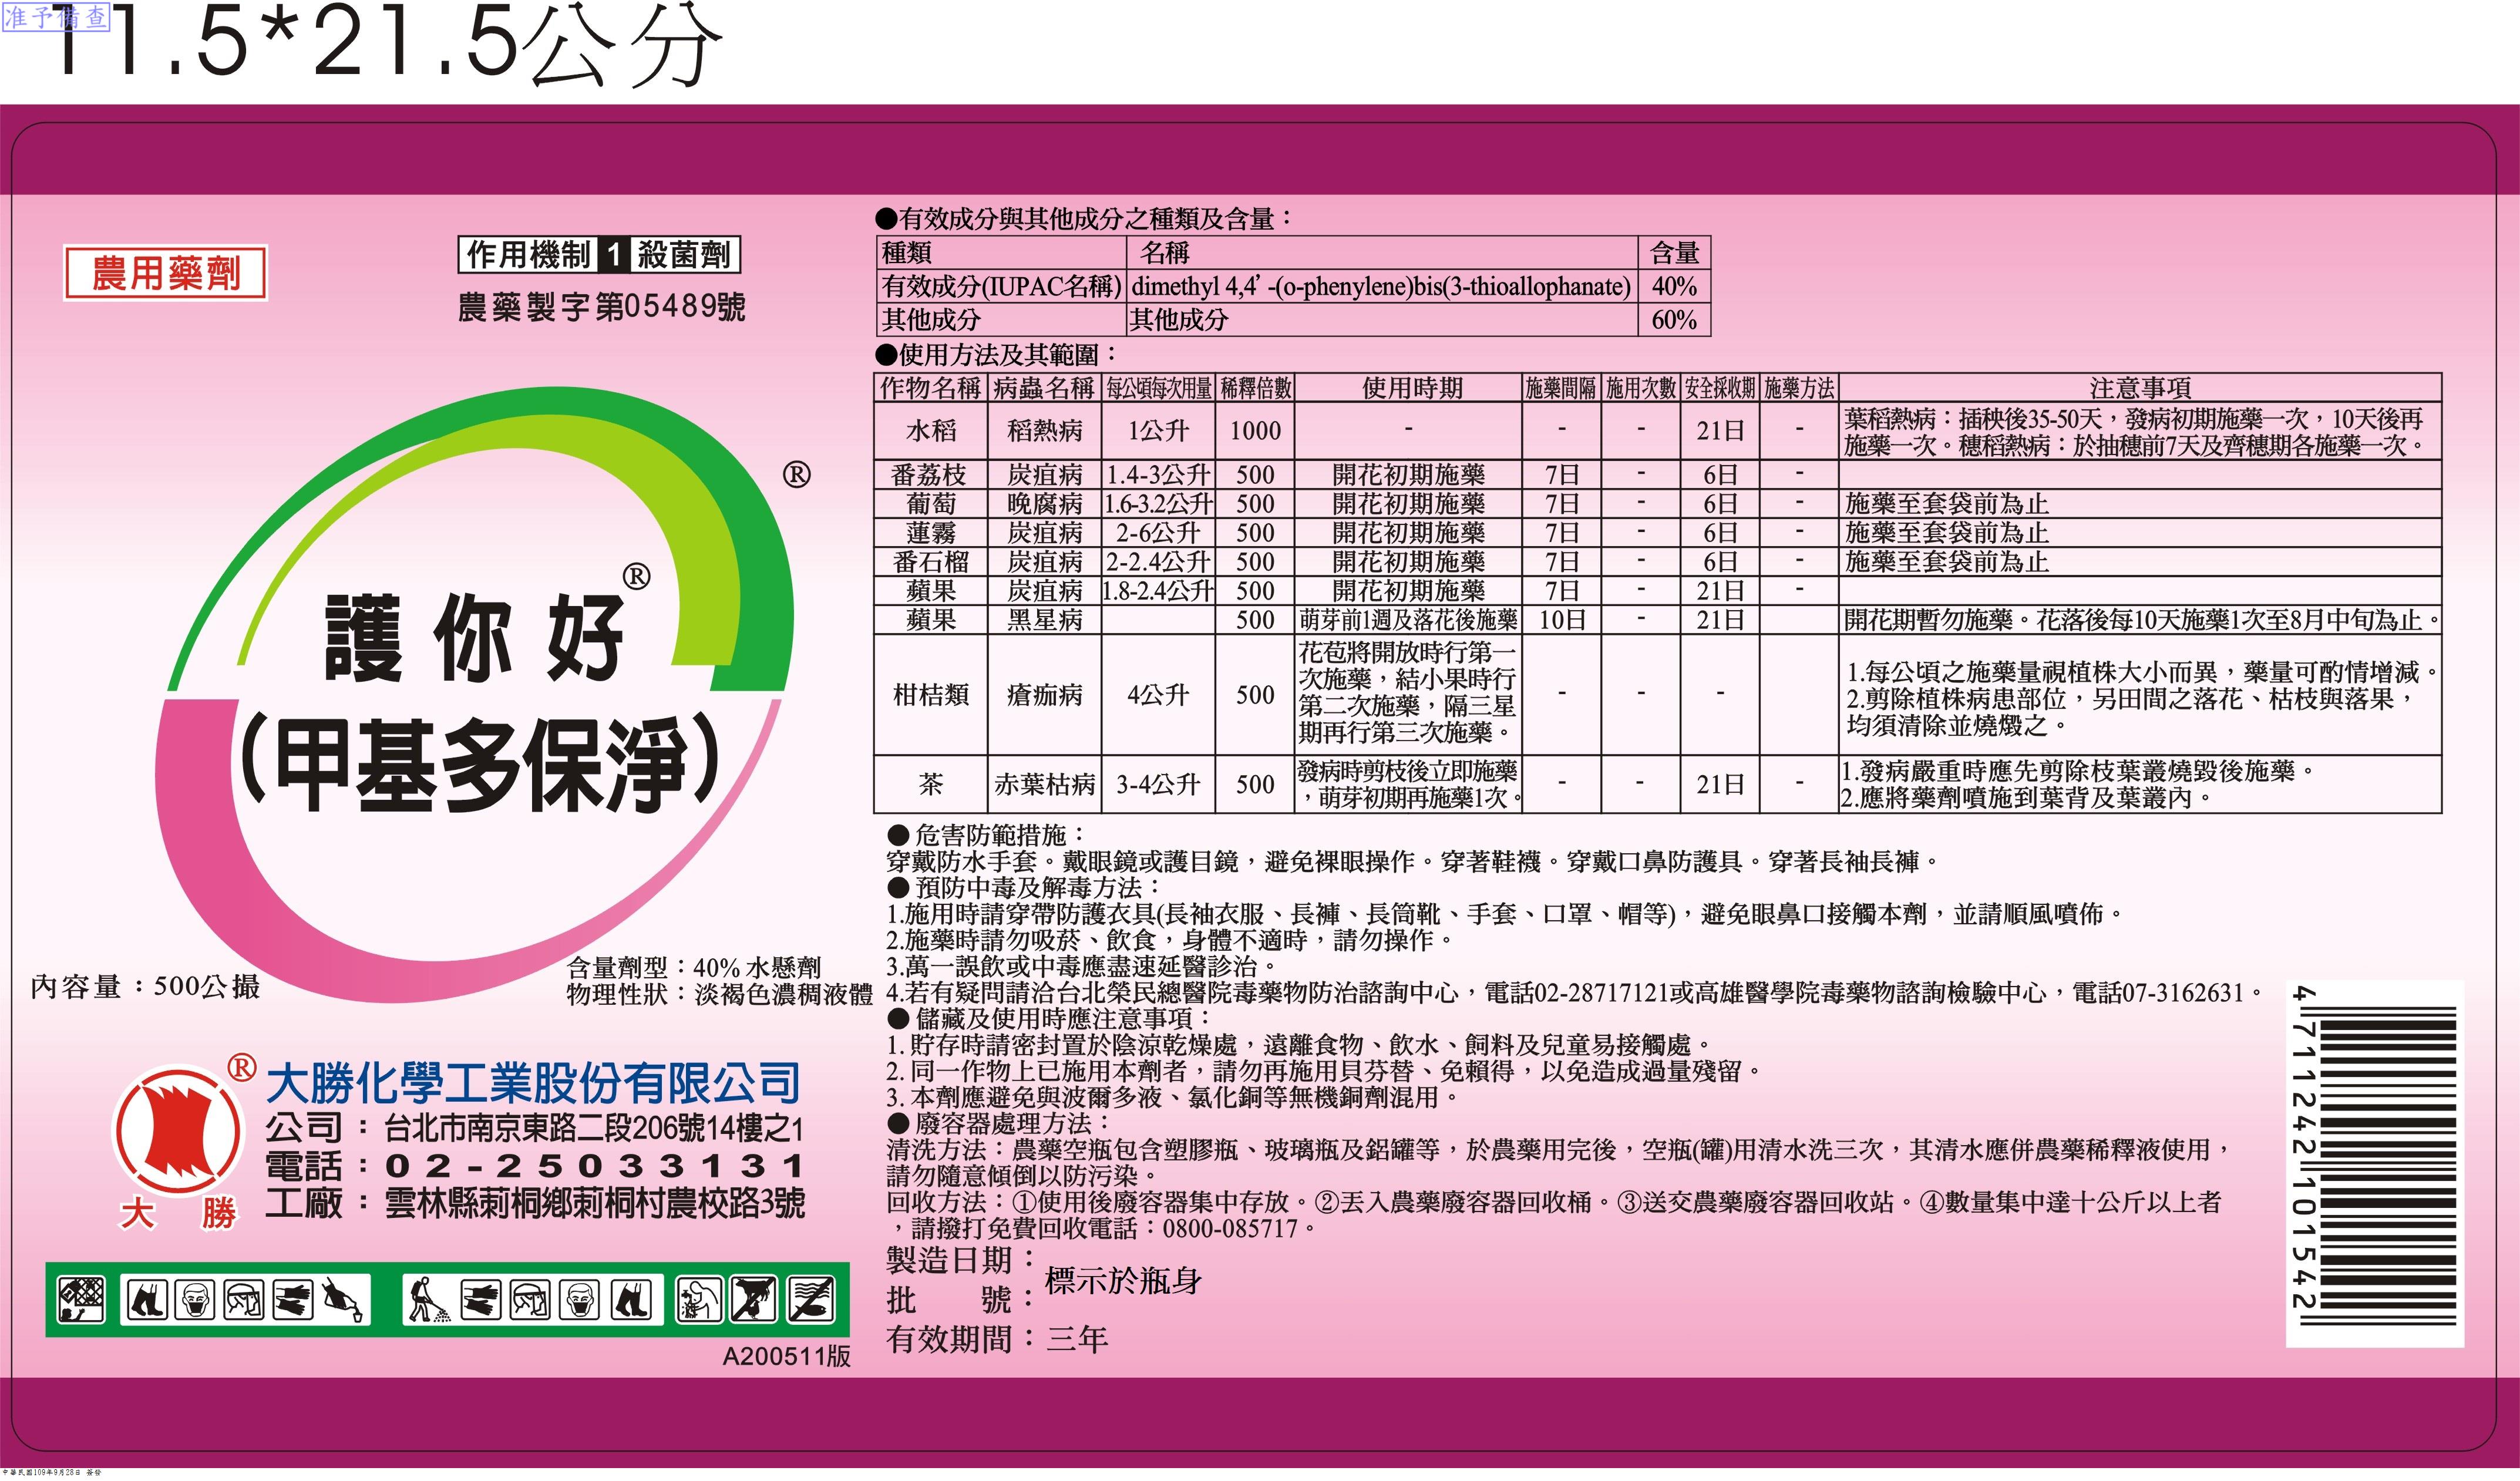 准予備查
11.5*21.5公分
農用藥劑
作用機制 1 殺菌劑
農藥製字第05489號
®
護你好®
(甲基多保淨)
內容量：500公撮
含量劑型：40% 水懸劑
物理性狀：淡褐色濃稠液體
® 大勝化學工業股份有限公司
公司：台北市南京東路二段206號14樓之1
電話：02-25033131
工廠：雲林縣莿桐鄉莿桐村農校路3號
大 勝
A200511版
●有效成分與其他成分之種類及含量：
種類 名稱 含量
有效成分(IUPAC名稱) dimethyl 4,4’ -(o-phenylene)bis(3-thioallophanate) 40%
其他成分 其他成分 60%
●使用方法及其範圍：
作物名稱 病蟲名稱 每公頃每次用量 稀釋倍數 使用時期 施藥間隔 施用次數 安全採收期 施藥方法 注意事項
水稻 稻熱病 1公升 1000 - - - 21日 - 葉稻熱病：插秧後35-50天，發病初期施藥一次，10天後再
施藥一次。穗稻熱病：於抽穗前7天及齊穗期各施藥一次。
番荔枝 炭疽病 1.4-3公升 500 開花初期施藥 7日 - 6日 -
葡萄 晚腐病 1.6-3.2公升 500 開花初期施藥 7日 - 6日 - 施藥至套袋前為止
蓮霧 炭疽病 2-6公升 500 開花初期施藥 7日 - 6日 - 施藥至套袋前為止
番石榴 炭疽病 2-2.4公升 500 開花初期施藥 7日 - 6日 - 施藥至套袋前為止
蘋果 炭疽病 1.8-2.4公升 500 開花初期施藥 7日 - 21日 -
蘋果 黑星病 500 萌芽前1週及落花後施藥 10日 - 21日 開花期暫勿施藥。花落後每10天施藥1次至8月中旬為止。
柑桔類 瘡痂病 4公升 500 花苞將開放時行第一
次施藥，結小果時行
第二次施藥，隔三星
期再行第三次施藥。 - - - 1.每公頃之施藥量視植株大小而異，藥量可酌情增減。
2.剪除植株病患部位，另田間之落花、枯枝與落果，
均須清除並燒燬之。
茶 赤葉枯病 3-4公升 500 發病時剪枝後立即施藥
，萌芽初期再施藥1次。 - - 21日 - 1.發病嚴重時應先剪除枝葉叢燒毀後施藥。
2.應將藥劑噴施到葉背及葉叢內。
● 危害防範措施：
穿戴防水手套。戴眼鏡或護目鏡，避免裸眼操作。穿著鞋襪。穿戴口鼻防護具。穿著長袖長褲。
● 預防中毒及解毒方法：
1.施用時請穿帶防護衣具(長袖衣服、長褲、長筒靴、手套、口罩、帽等)，避免眼鼻口接觸本劑，並請順風噴佈。
2.施藥時請勿吸菸、飲食，身體不適時，請勿操作。
3.萬一誤飲或中毒應盡速延醫診治。
4.若有疑問請洽台北榮民總醫院毒藥物防治諮詢中心，電話02-28717121或高雄醫學院毒藥物諮詢檢驗中心，電話07-3162631。
● 儲藏及使用時應注意事項：
1. 貯存時請密封置於陰涼乾燥處，遠離食物、飲水、飼料及兒童易接觸處。
2. 同一作物上已施用本劑者，請勿再施用貝芬替、免賴得，以免造成過量殘留。
3. 本劑應避免與波爾多液、氯化銅等無機銅劑混用。
● 廢容器處理方法：
清洗方法：農藥空瓶包含塑膠瓶、玻璃瓶及鋁罐等，於農藥用完後，空瓶(罐)用清水洗三次，其清水應併農藥稀釋液使用，
請勿隨意傾倒以防污染。
回收方法：①使用後廢容器集中存放。②丟入農藥廢容器回收桶。③送交農藥廢容器回收站。④數量集中達十公斤以上者
，請撥打免費回收電話：0800-085717。
製造日期：
批 號：標示於瓶身
有效期間：三年
4 711242 101542
中華民國109年9月28日 簽發